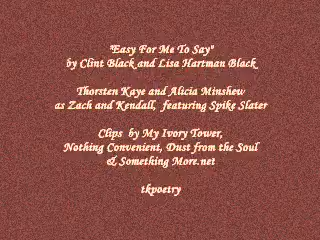 "Easy For Me To Say"
by Clint Black and Lisa Hartman Black
Thorsten Kaye and Alicia Minshew
as Zach and Kendall, featuring Spike Slater
Clips by My Ivory Tower,
Nothing Convenient, Dust from the Soul
& Something More.net
tkpoetry